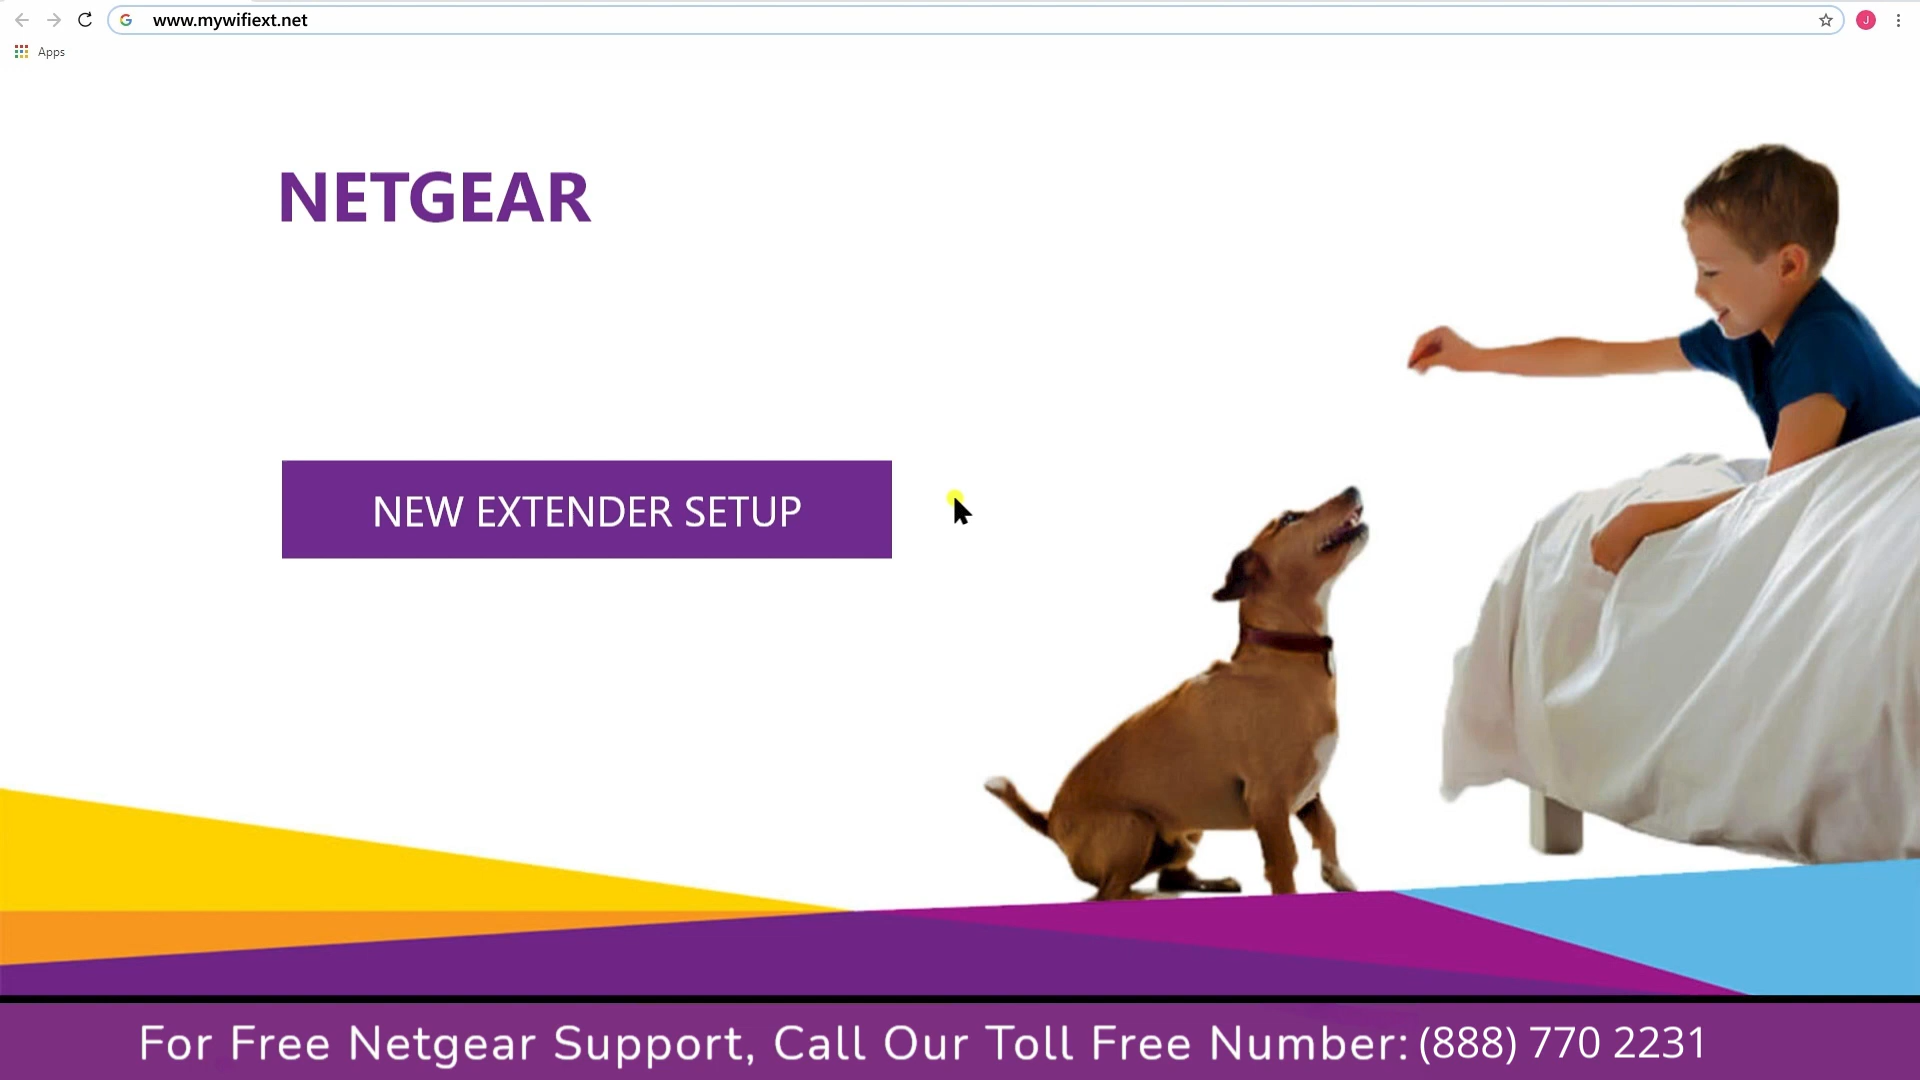 www.mywifiext.net
J
Apps
NETGEAR
NEW EXTENDER SETUP
For Free Netgear Support, Call Our Toll Free Number: (888) 770 2231